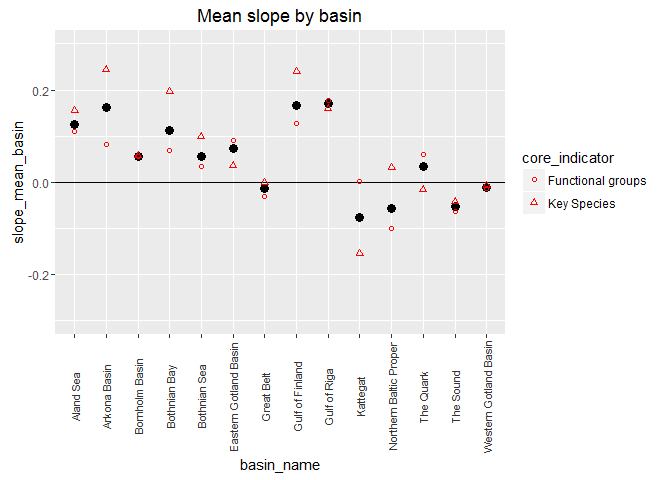 Mean slope by basin
slope_mean_basin
0.2
0.0
-0.2
Aland Sea
Arkona Basin
Bornholm Basin
Bothnian Bay
Bothnian Sea
Eastern Gotland Basin
Great Belt
Gulf of Finland
Gulf of Riga
Kattegat
Northern Baltic Proper
The Quark
The Sound
Western Gotland Basin
basin_name
core_indicator
Functional groups
Key Species